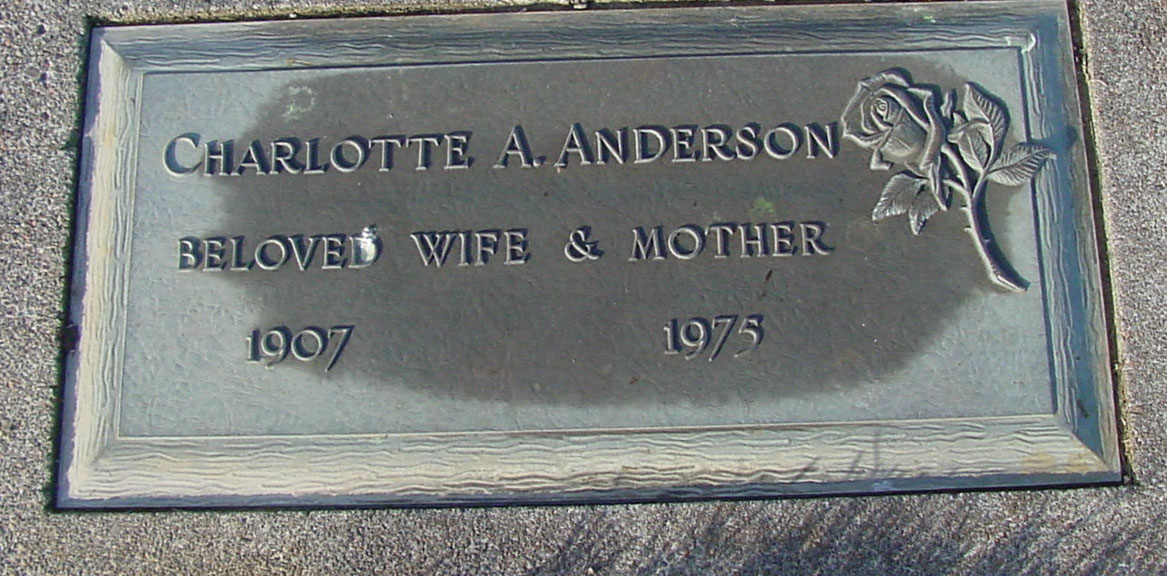 CHARLOTTE A. ANDERSON
BELOVED WIFE & MOTHER
1907 1975